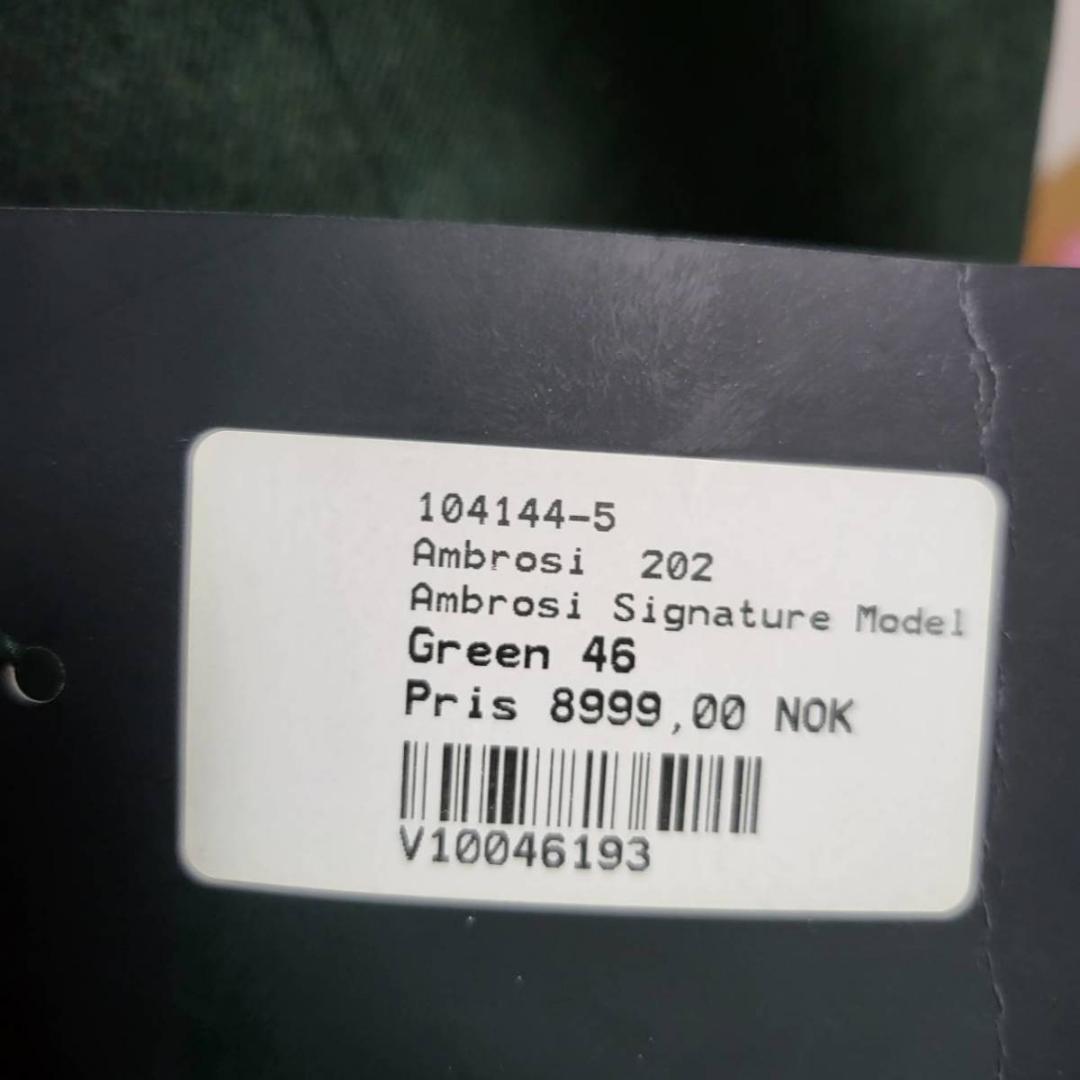 104144-5
Ambrosi 202
Ambrosi Signature Model
Green 46
Pris 8999,00 NOK
V10046193